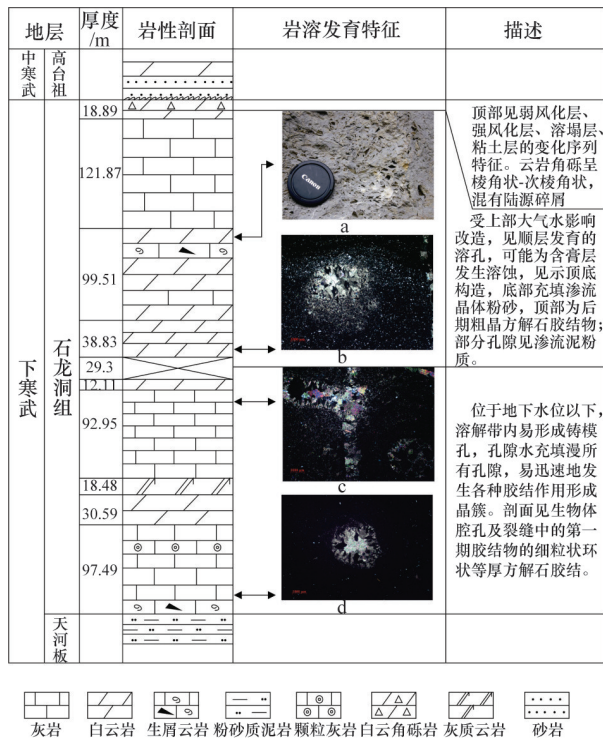 地层
厚度
/m
岩性剖面
岩溶发育特征
描述
中寒武
高台祖
下寒武
石龙洞组
天河板
18.89
121.87
99.51
38.83
29.3
12.11
92.95
18.48
30.59
97.49
Canon
a
b
c
d
顶部见弱风化层、
强风化层、溶塌层、
粘土层的变化序列
特征。云岩角砾呈
棱角状-次棱角状，
混有陆源碎屑
受上部大气水影响
改造，见顺层发育的
溶孔，可能为含膏层
发生溶蚀，见示顶底
构造，底部充填渗流
晶体粉砂，顶部为后
期粗晶方解石胶结物；
部分孔隙见渗流泥粉
质。
位于地下水位以下，
溶解带内易形成铸模
孔，孔隙水充填漫所
有孔隙，易迅速地发
生各种胶结作用形成
晶簇。剖面见生物体
腔孔及裂缝中的第一
期胶结物的细粒状环
状等厚方解石胶结。
灰岩
白云岩
生屑云岩
粉砂质泥岩
颗粒灰岩
白云角砾岩
灰质云岩
砂岩